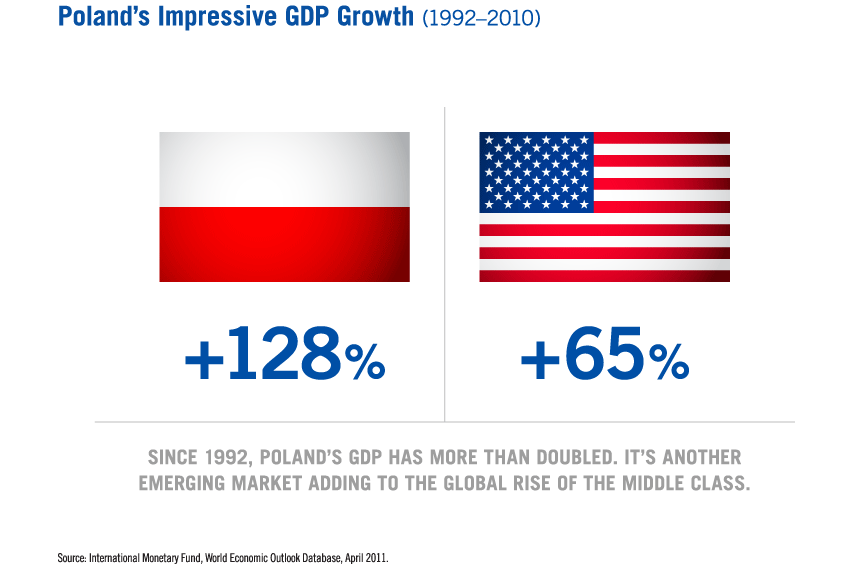 Poland's Impressive GDP Growth (1992–2010)
+128%
+65%
SINCE 1992, POLAND'S GDP HAS MORE THAN DOUBLED. IT'S ANOTHER
EMERGING MARKET ADDING TO THE GLOBAL RISE OF THE MIDDLE CLASS.
Source: International Monetary Fund, World Economic Outlook Database, April 2011.